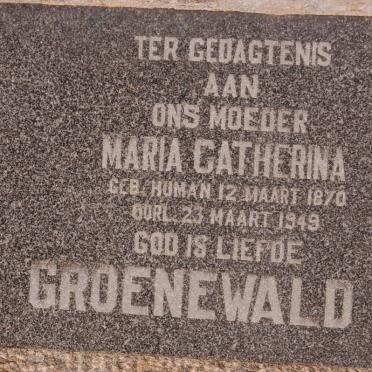 TER GEDAGTENIS
AAN
ONS MOEDER
MARIA CATHERINA
GEB. HUMAN 12 MAART 1870
OORL. 23 MAART 1949
GOD IS LIEFDE
GROENEWALD